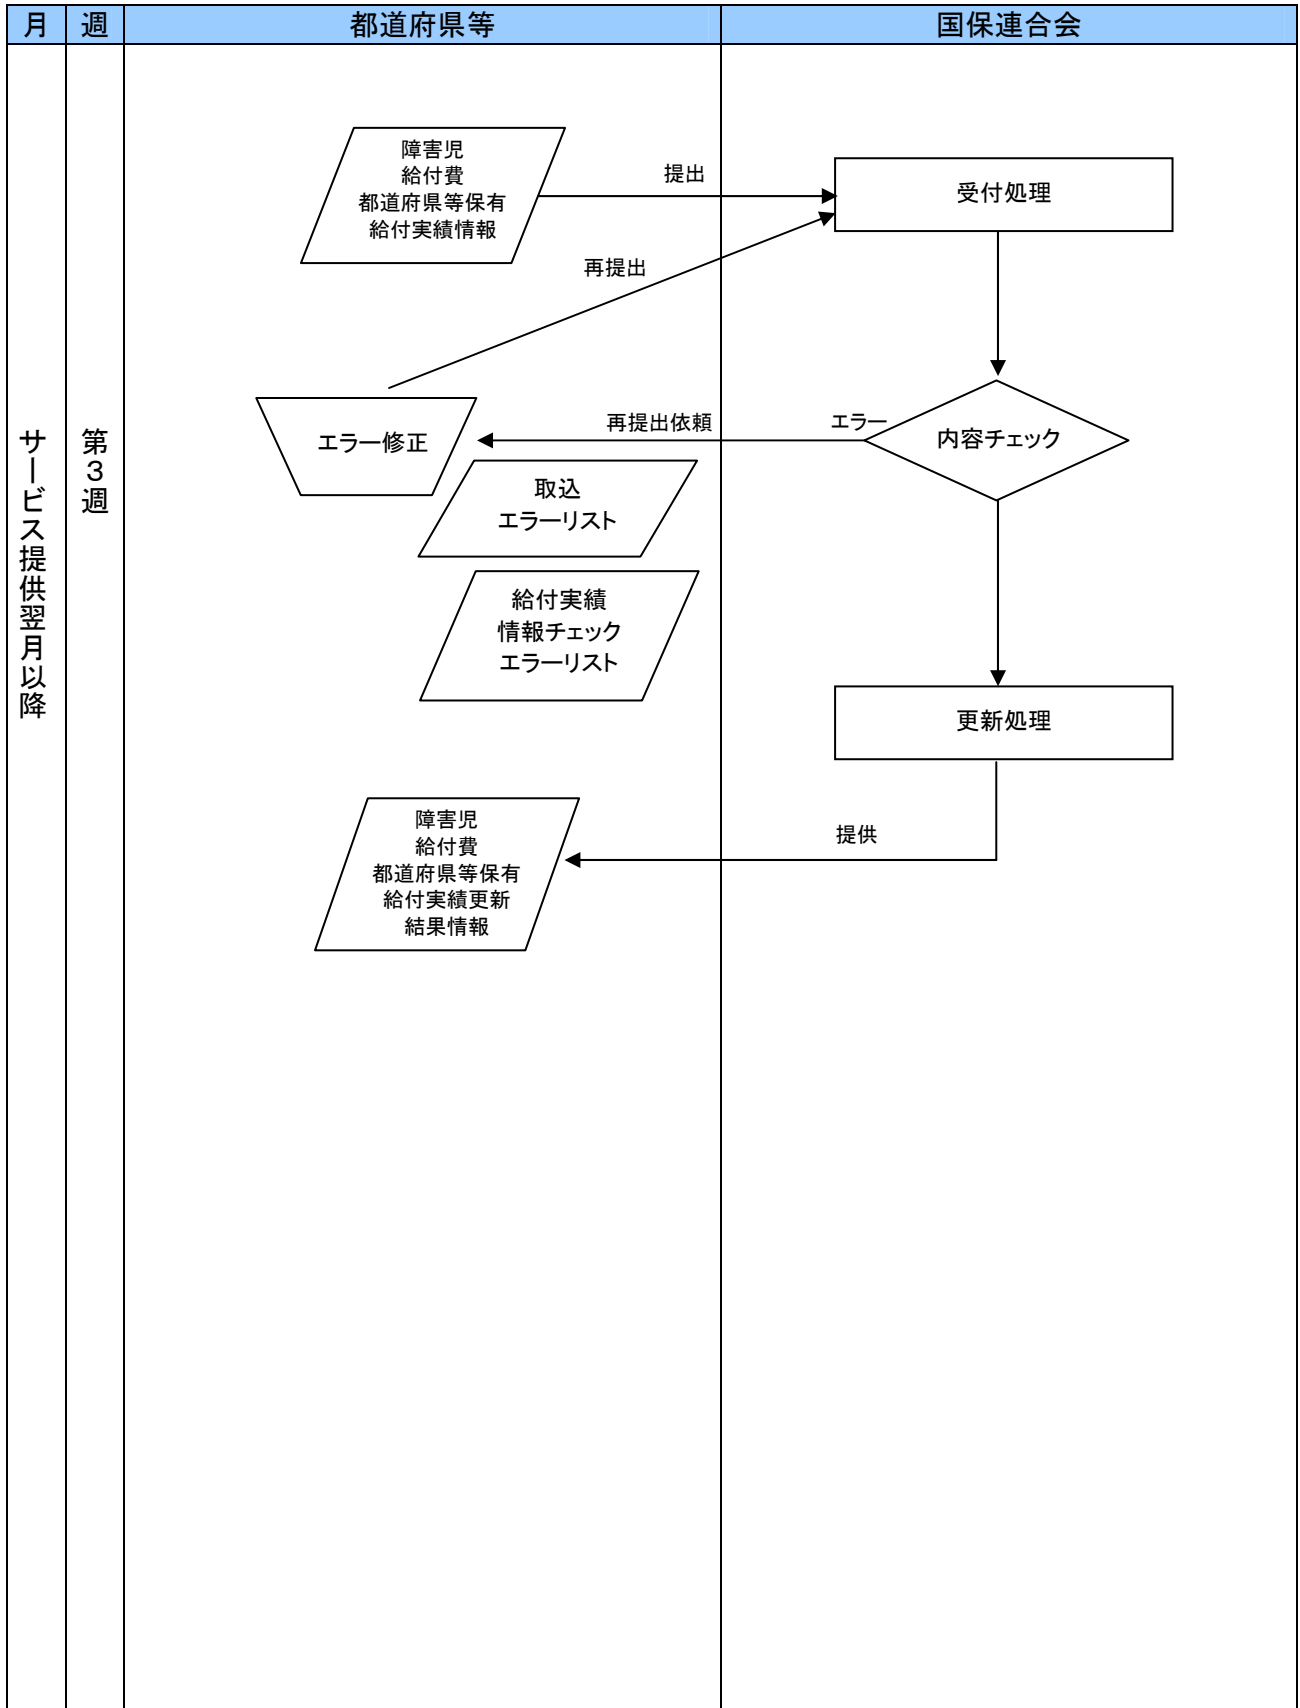 月
週
都道府県等
国保連合会
サービス提供翌月以降
第3週
障害児
給付費
都道府県等保有
給付実績情報
提出
受付処理
再提出
エラー修正
再提出依頼
エラー
内容チェック
取込
エラーリスト
給付実績
情報チェック
エラーリスト
更新処理
提供
障害児
給付費
都道府県等保有
給付実績更新
結果情報